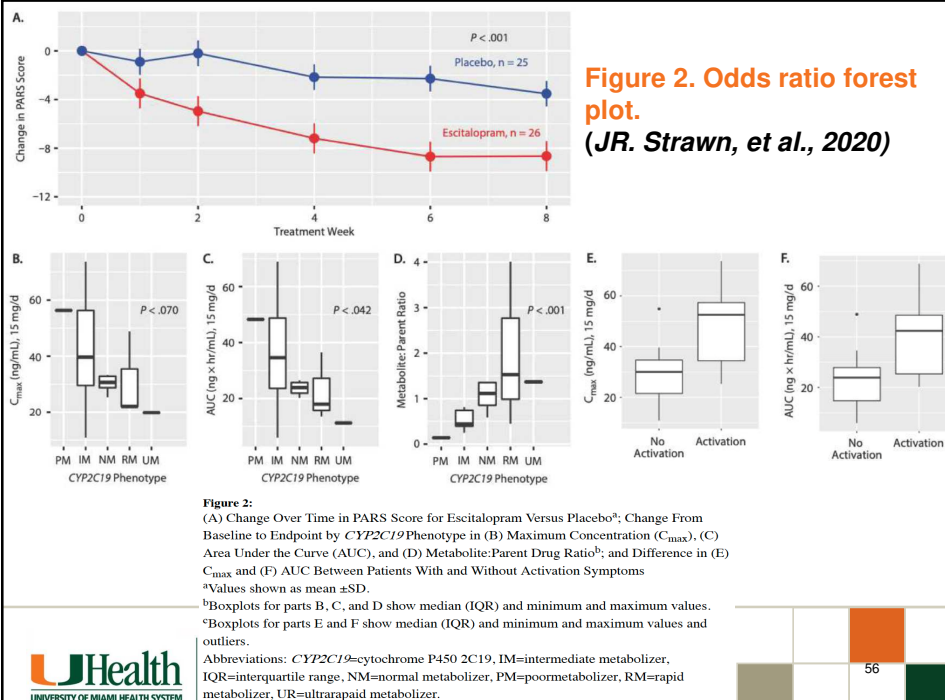 A.
Change in PARS Score
0
−4
−8
−12
P < .001
Placebo, n = 25
Escitalopram, n = 26
0 2 4 6 8
Treatment Week
Figure 2. Odds ratio forest
plot.
(JR. Strawn, et al., 2020)
B.
Cmax (ng/mL), 15 mg/d
60
40
20
P < .070
PM IM NM RM UM
CYP2C19 Phenotype
C.
AUC (ng × hr/mL), 15 mg/d
60
40
20
P < .042
PM IM NM RM UM
CYP2C19 Phenotype
D.
Metabolite: Parent Ratio
4
3
2
1
0
P < .001
PM IM NM RM UM
CYP2C19 Phenotype
E.
Cmax (ng/mL), 15 mg/d
60
40
20
No
Activation
Activation
F.
AUC (ng × hr/mL), 15 mg/d
60
40
20
No
Activation
Activation
Figure 2:
(A) Change Over Time in PARS Score for Escitalopram Versus Placeboᵃ; Change From
Baseline to Endpoint by CYP2C19 Phenotype in (B) Maximum Concentration (Cmax), (C)
Area Under the Curve (AUC), and (D) Metabolite:Parent Drug Ratioᵇ; and Difference in (E)
Cmax and (F) AUC Between Patients With and Without Activation Symptoms
ᵃValues shown as mean ±SD.
ᵇBoxplots for parts B, C, and D show median (IQR) and minimum and maximum values.
ᶜBoxplots for parts E and F show median (IQR) and minimum and maximum values and
outliers.
Abbreviations: CYP2C19=cytochrome P450 2C19, IM=intermediate metabolizer,
IQR=interquartile range, NM=normal metabolizer, PM=poormetabolizer, RM=rapid
metabolizer, UR=ultrarapid metabolizer.
UHealth
UNIVERSITY OF MIAMI HEALTH SYSTEM
56